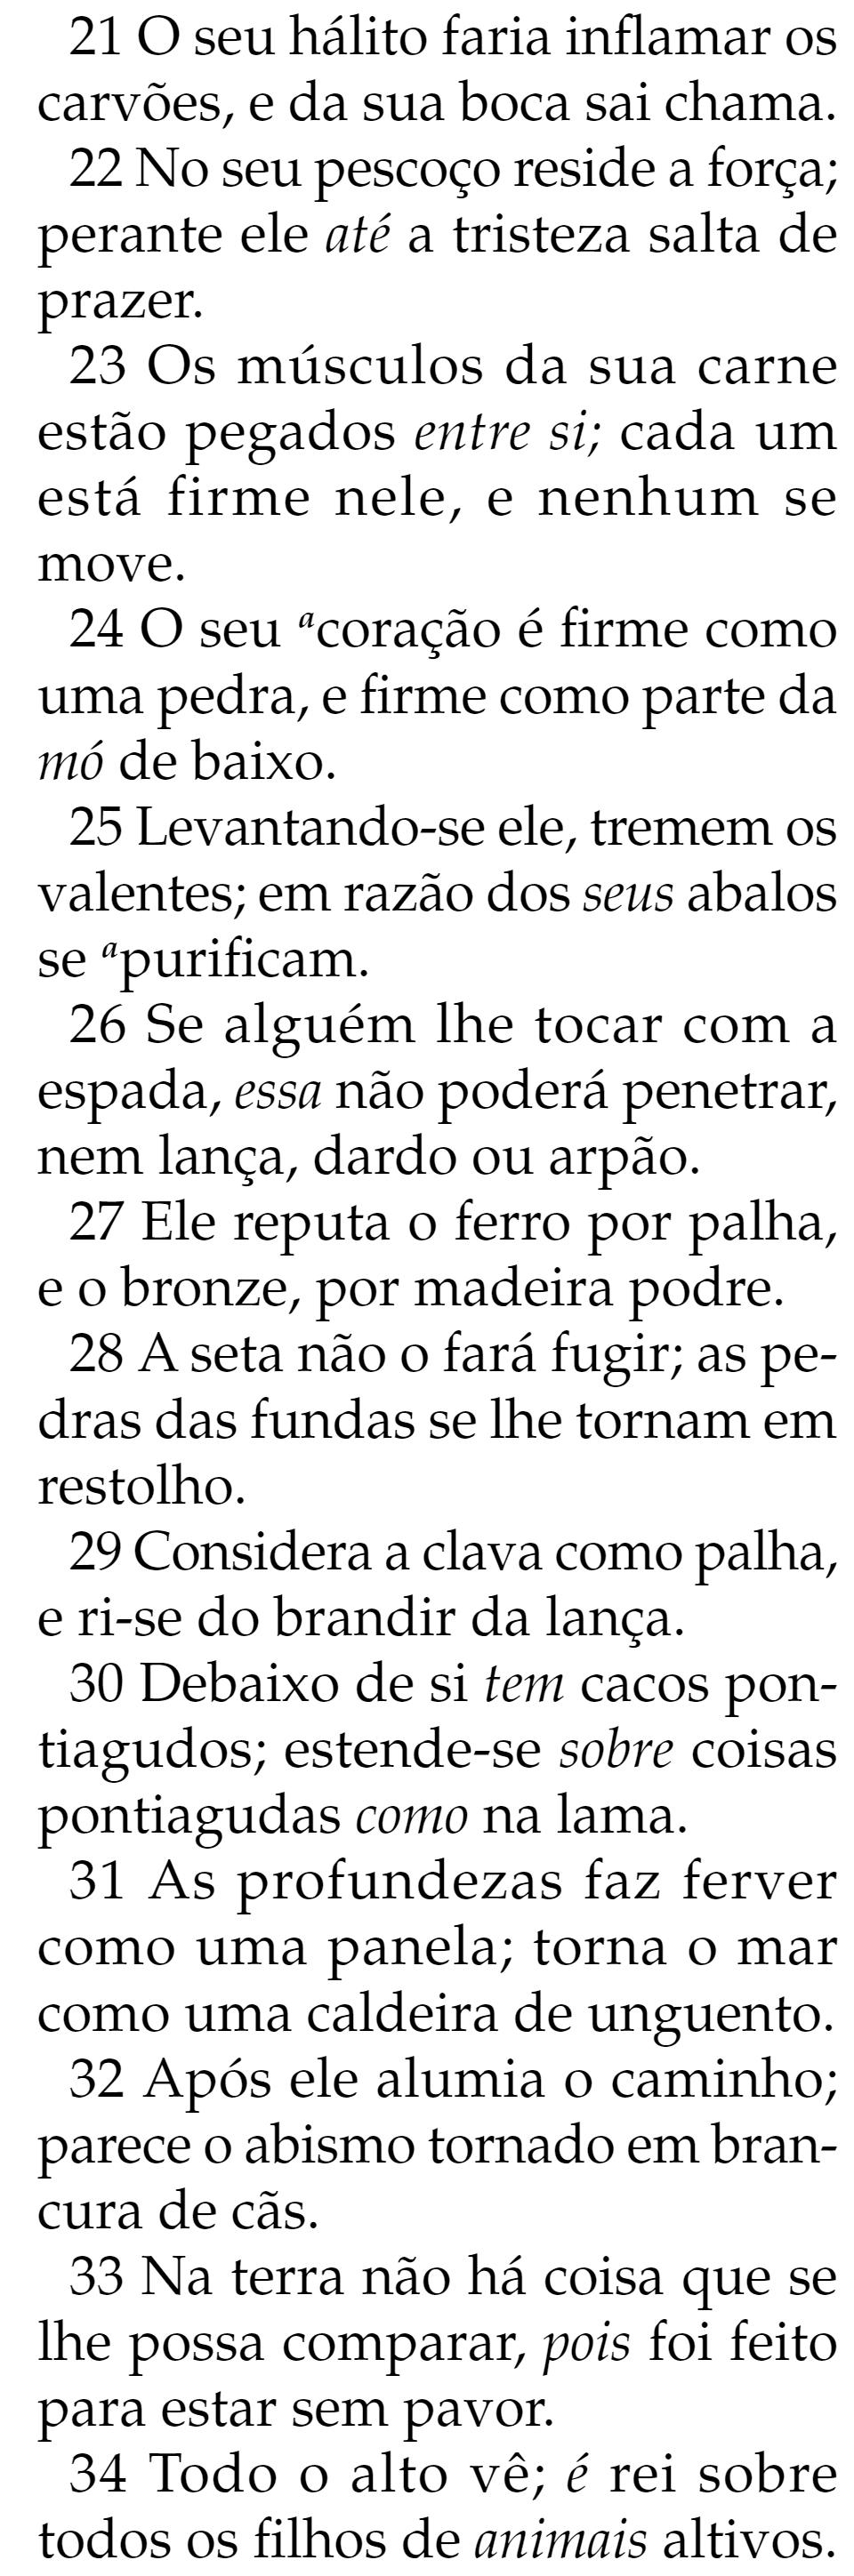 21 O seu hálito faria inflamar os
carvões, e da sua boca sai chama.
22 No seu pescoço reside a força;
perante ele até a tristeza salta de
prazer.
23 Os músculos da sua carne
estão pegados entre si; cada um
está firme nele, e nenhum se
move.
24 O seu ᵃcoração é firme como
uma pedra, e firme como parte da
mó de baixo.
25 Levantando-se ele, tremem os
valentes; em razão dos seus abalos
se ᵃpurificam.
26 Se alguém lhe tocar com a
espada, essa não poderá penetrar,
nem lança, dardo ou arpão.
27 Ele reputa o ferro por palha,
e o bronze, por madeira podre.
28 A seta não o fará fugir; as pe-
dras das fundas se lhe tornam em
restolho.
29 Considera a clava como palha,
e ri-se do brandir da lança.
30 Debaixo de si tem cacos pon-
tiagudos; estende-se sobre coisas
pontiagudas como na lama.
31 As profundezas faz ferver
como uma panela; torna o mar
como uma caldeira de unguento.
32 Após ele alumia o caminho;
parece o abismo tornado em bran-
cura de cãs.
33 Na terra não há coisa que se
lhe possa comparar, pois foi feito
para estar sem pavor.
34 Todo o alto vê; é rei sobre
todos os filhos de animais altivos.